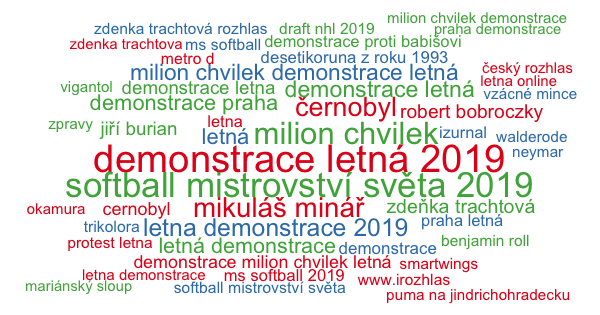 milion chvilek demonstrace
zdenka trachtová rozhlas draft nhl 2019 praha demonstrace
zdenka trachtova ms softball demonstrace proti babišovi
metro d desetikoruna z roku 1993
milion chvilek demonstrace letná český rozhlas
vigantol demonstrace letna demonstrace letná letna online
demonstrace praha černobyl robert bobroczky vzácné mince
zpravy jiří burian letna
letná milion chvilek izurnal walderode
demonstrace letná 2019 neymar
softball mistrovství světa 2019
okamura cernobyl mikuláš minář zdeňka trachtová
trikolora letna demonstrace 2019 praha letná
protest letna letná demonstrace demonstrace benjamin roll
demonstrace milion chvilek letná smartwings
letna demonstrace ms softball 2019 www.irozhlas
mariánský sloup softball mistrovství světa puma na jindrichohradecku